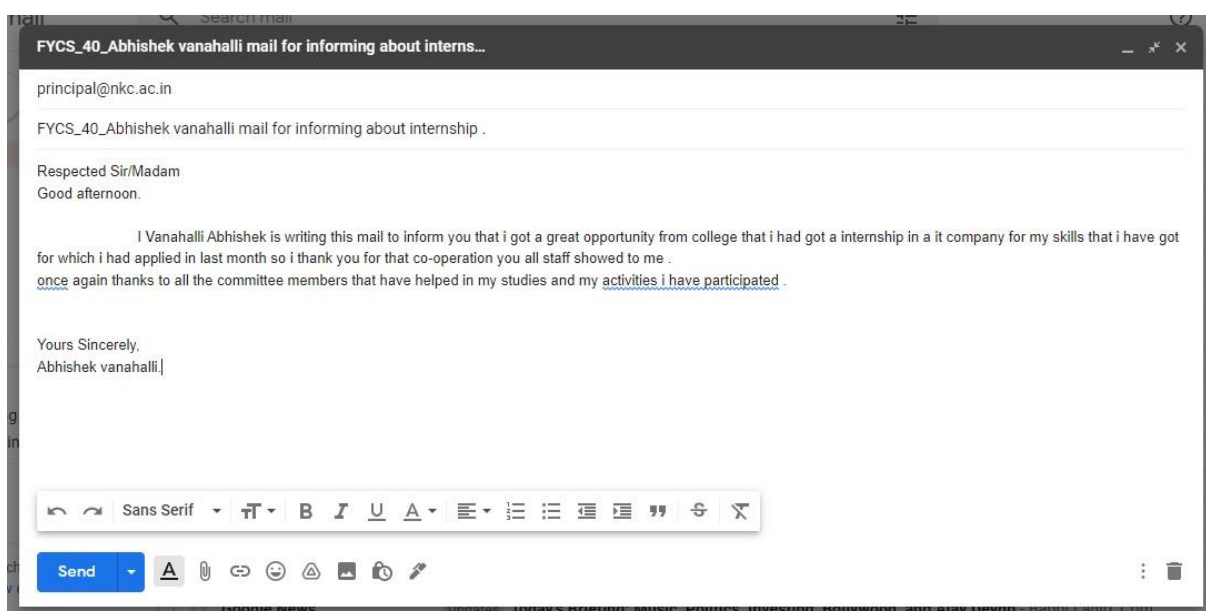 Search mail
FYCS_40_Abhishek vanahalli mail for informing about interns...
principal@nkc.ac.in
FYCS_40_Abhishek vanahalli mail for informing about internship .
Respected Sir/Madam
Good afternoon.
I Vanahalli Abhishek is writing this mail to inform you that i got a great opportunity from college that i had got a internship in a it company for my skills that i have got
for which i had applied in last month so i thank you for that co-operation you all staff showed to me .
once again thanks to all the committee members that have helped in my studies and my activities i have participated .
Yours Sincerely,
Abhishek vanahalli.
Sans Serif
Send
Google News
Today's Briefing: Music, Politics, Investing, Bollywood, and Ajay Devgn -